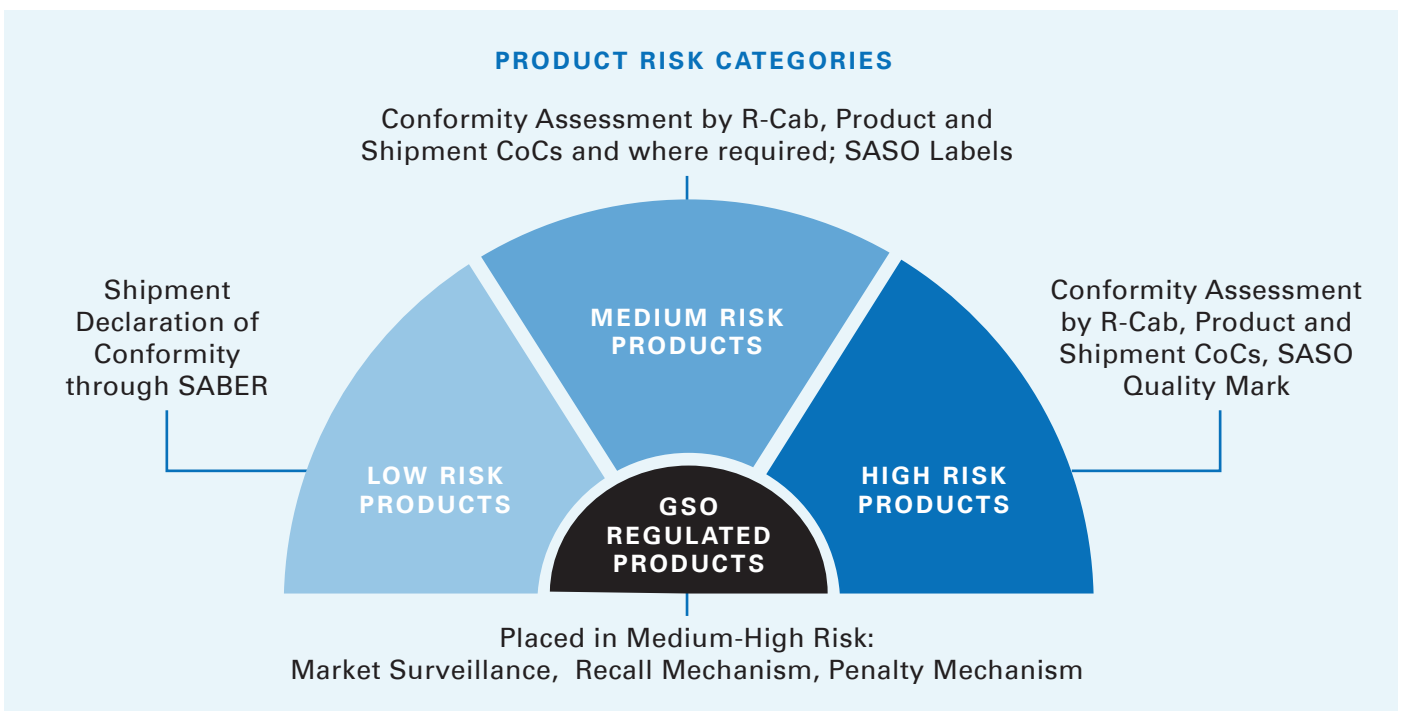 PRODUCT RISK CATEGORIES
Conformity Assessment by R-Cab, Product and
Shipment CoCs and where required; SASO Labels
Shipment
Declaration of
Conformity
through SABER
MEDIUM RISK
PRODUCTS
Conformity Assessment
by R-Cab, Product and
Shipment CoCs, SASO
Quality Mark
LOW RISK
PRODUCTS
HIGH RISK
PRODUCTS
GSO
REGULATED
PRODUCTS
Placed in Medium-High Risk:
Market Surveillance,  Recall Mechanism, Penalty Mechanism